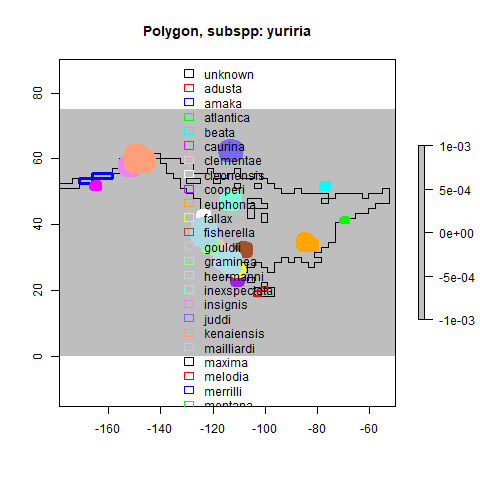 Polygon, subspp: yuriria
unknown
adusta
amaka
atlantica
beata
caurina
clementae
cleonensis
cooperi
euphonia
fallax
fisherella
gouldii
graminea
heermanni
inexspectata
insignis
juddi
kenaiensis
mailliardi
maxima
melodia
merrilli
montana
80
60
40
20
0
-160
-140
-120
-100
-80
-60
1e-03
5e-04
0e+00
-5e-04
-1e-03